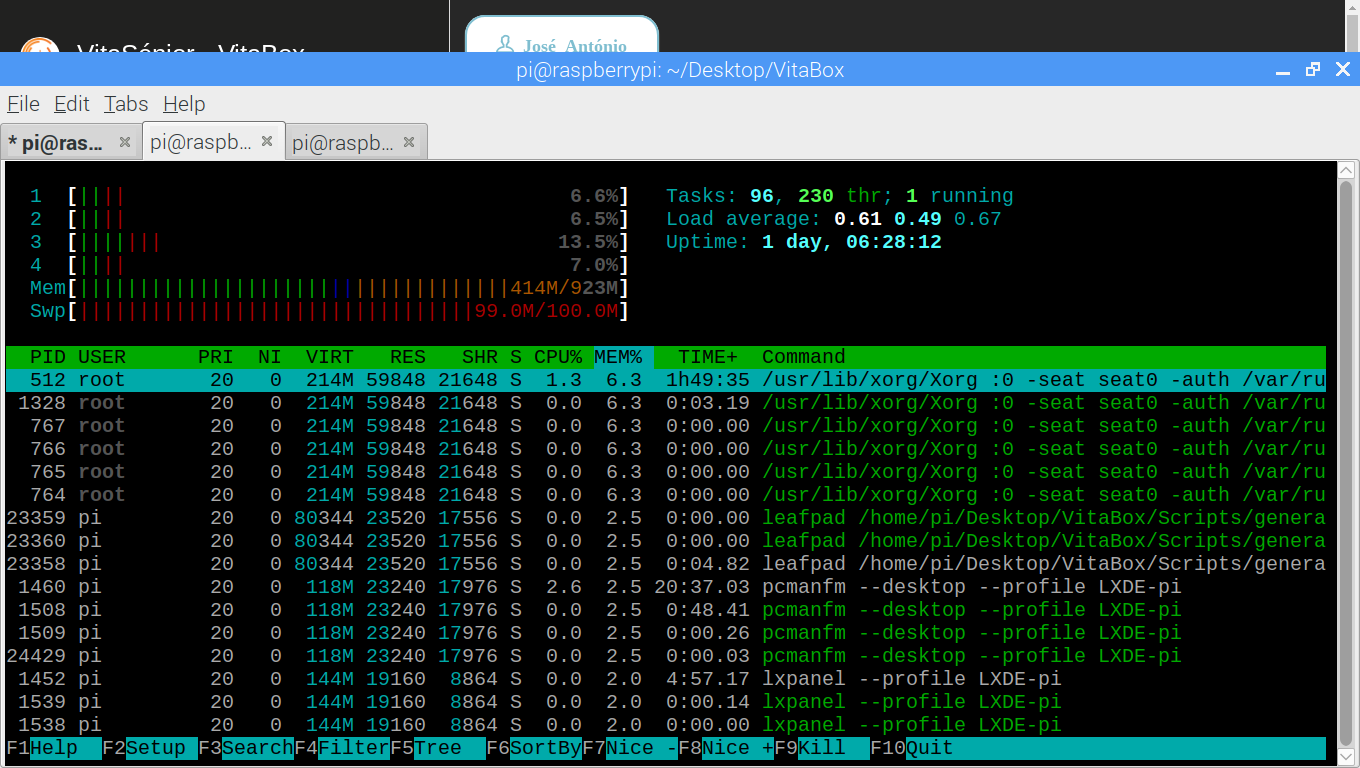 VitaSénior - VitaBox
José António
pi@raspberrypi: ~/Desktop/VitaBox
File Edit Tabs Help
* pi@ras... pi@raspb... pi@raspb...
1 [|||| 6.6%] Tasks: 96, 230 thr; 1 running
2 [|||| 6.5%] Load average: 0.61 0.49 0.67
3 [||||||| 13.5%] Uptime: 1 day, 06:28:12
4 [|||| 7.0%]
Mem[||||||||||||||||||||||||||||||||||||414M/923M]
Swp[|||||||||||||||||||||||||||||||||99.0M/100.0M]
PID USER PRI NI VIRT RES SHR S CPU% MEM% TIME+ Command
512 root 20 0 214M 59848 21648 S 1.3 6.3 1h49:35 /usr/lib/xorg/Xorg :0 -seat seat0 -auth /var/ru
1328 root 20 0 214M 59848 21648 S 0.0 6.3 0:03.19 /usr/lib/xorg/Xorg :0 -seat seat0 -auth /var/ru
767 root 20 0 214M 59848 21648 S 0.0 6.3 0:00.00 /usr/lib/xorg/Xorg :0 -seat seat0 -auth /var/ru
766 root 20 0 214M 59848 21648 S 0.0 6.3 0:00.00 /usr/lib/xorg/Xorg :0 -seat seat0 -auth /var/ru
765 root 20 0 214M 59848 21648 S 0.0 6.3 0:00.00 /usr/lib/xorg/Xorg :0 -seat seat0 -auth /var/ru
764 root 20 0 214M 59848 21648 S 0.0 6.3 0:00.00 /usr/lib/xorg/Xorg :0 -seat seat0 -auth /var/ru
23359 pi 20 0 80344 23520 17556 S 0.0 2.5 0:00.00 leafpad /home/pi/Desktop/VitaBox/Scripts/genera
23360 pi 20 0 80344 23520 17556 S 0.0 2.5 0:00.00 leafpad /home/pi/Desktop/VitaBox/Scripts/genera
23358 pi 20 0 80344 23520 17556 S 0.0 2.5 0:04.82 leafpad /home/pi/Desktop/VitaBox/Scripts/genera
1460 pi 20 0 118M 23240 17976 S 2.6 2.5 20:37.03 pcmanfm --desktop --profile LXDE-pi
1508 pi 20 0 118M 23240 17976 S 0.0 2.5 0:48.41 pcmanfm --desktop --profile LXDE-pi
1509 pi 20 0 118M 23240 17976 S 0.0 2.5 0:00.26 pcmanfm --desktop --profile LXDE-pi
24429 pi 20 0 118M 23240 17976 S 0.0 2.5 0:00.03 pcmanfm --desktop --profile LXDE-pi
1452 pi 20 0 144M 19160 8864 S 0.0 2.0 4:57.17 lxpanel --profile LXDE-pi
1539 pi 20 0 144M 19160 8864 S 0.0 2.0 0:00.14 lxpanel --profile LXDE-pi
1538 pi 20 0 144M 19160 8864 S 0.0 2.0 0:00.00 lxpanel --profile LXDE-pi
F1Help F2Setup F3SearchF4FilterF5Tree F6SortByF7Nice -F8Nice +F9Kill F10Quit